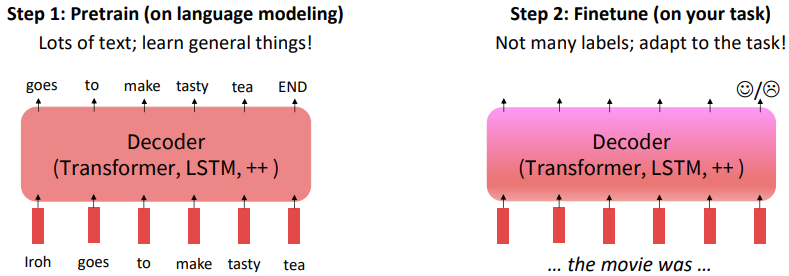 Step 1: Pretrain (on language modeling)
Lots of text; learn general things!
goes to make tasty tea END
Decoder
(Transformer, LSTM, ++ )
Iroh goes to make tasty tea
Step 2: Finetune (on your task)
Not many labels; adapt to the task!
☺/☹
Decoder
(Transformer, LSTM, ++ )
… the movie was …